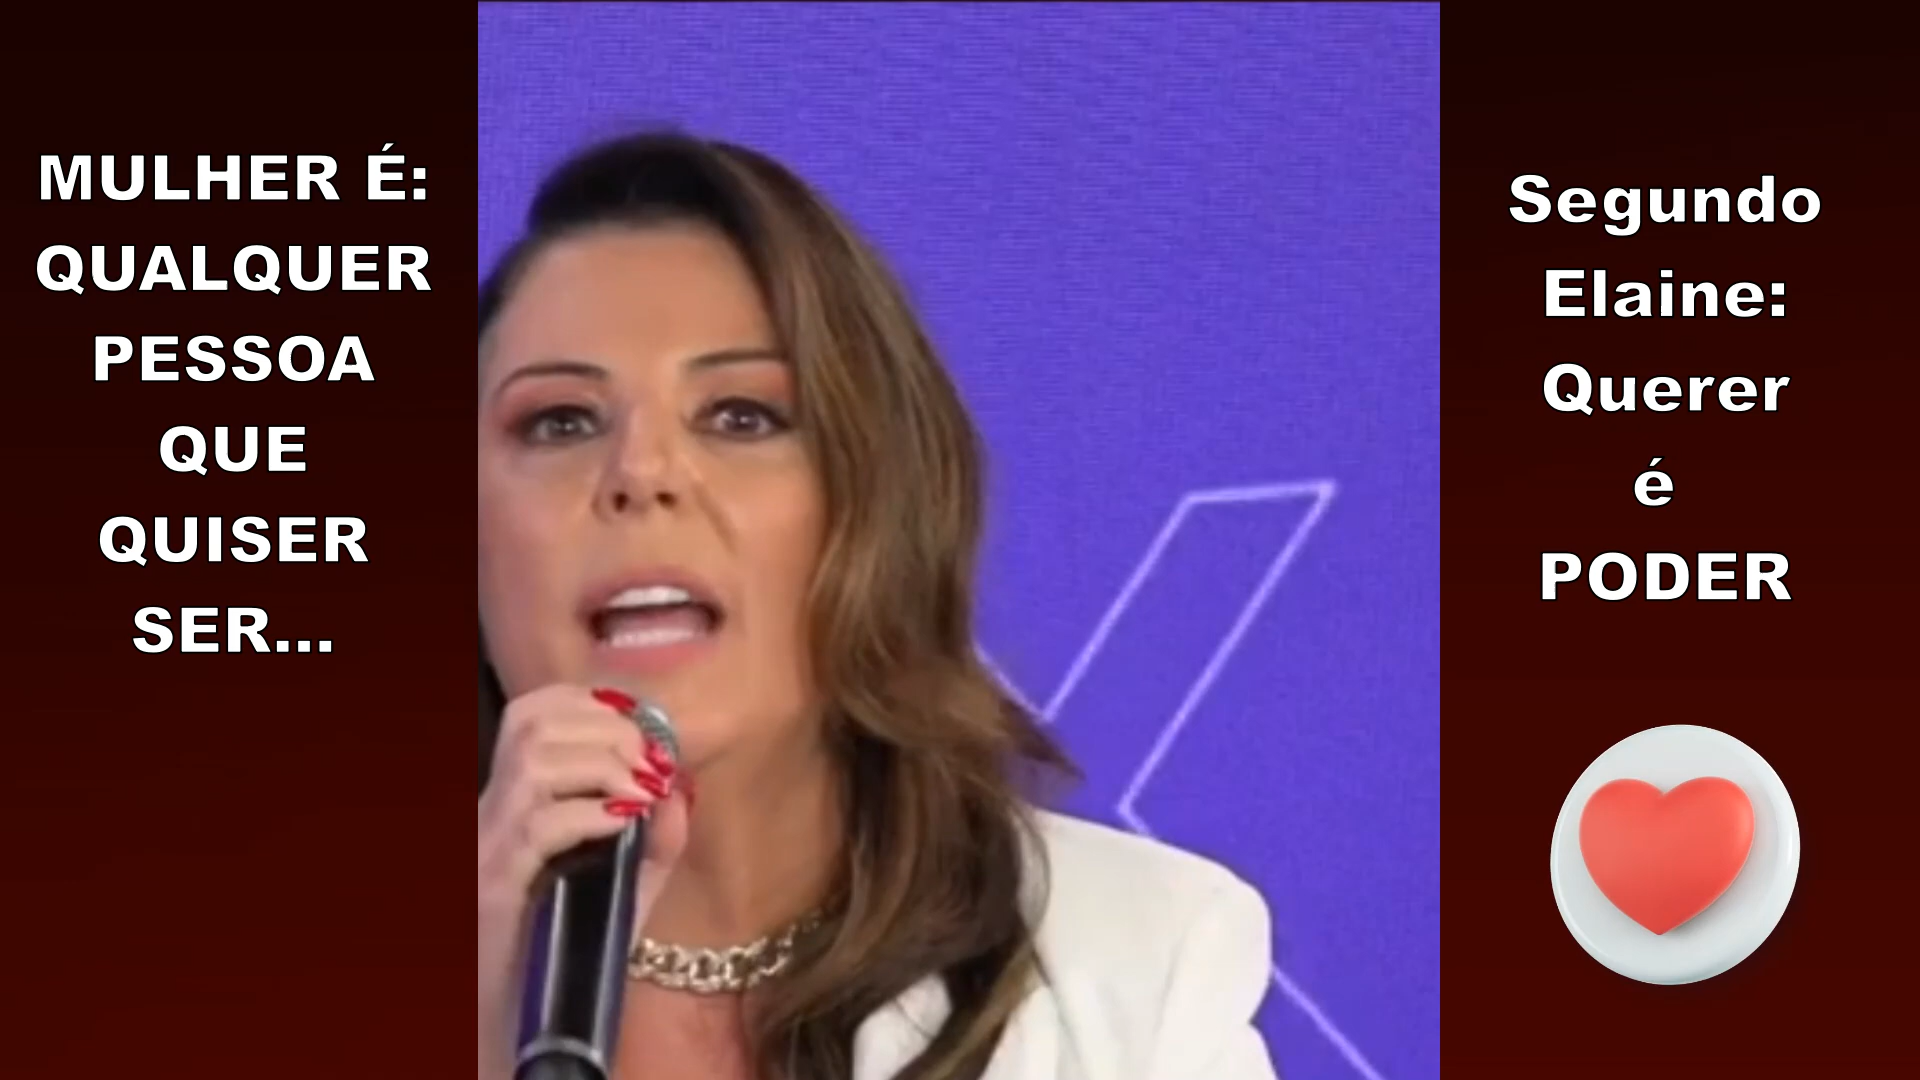 MULHER É:
QUALQUER
PESSOA
QUE
QUISER
SER...
Segundo
Elaine:
Querer
é
PODER